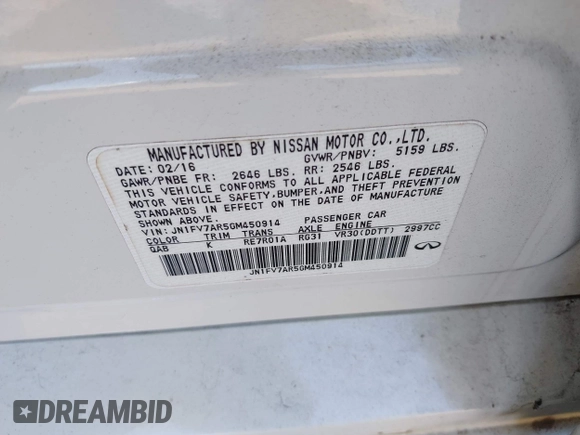 MANUFACTURED BY NISSAN MOTOR CO.,LTD.
DATE: 02/16 GVWR/PNBV: 5159 LBS.
GAWR/PNBE FR: 2646 LBS. RR: 2546 LBS.
THIS VEHICLE CONFORMS TO ALL APPLICABLE FEDERAL
MOTOR VEHICLE SAFETY,BUMPER,AND THEFT PREVENTION
STANDARDS IN EFFECT ON THE DATE OF MANUFACTURE
SHOWN ABOVE.
VIN: JN1FV7AR5GM450914 PASSENGER CAR
COLOR TRIM TRANS AXLE ENGINE
QAB K RE7R01A R031 VR30(DDTT) 2997CC
JN1FV7AR5GM450914
DREAMBID